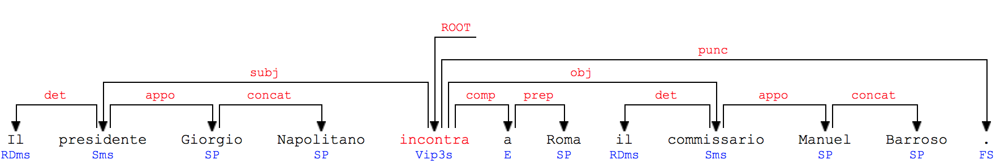 ROOT
punc
subj obj
det appo concat comp prep det appo concat
Il presidente Giorgio Napolitano incontra a Roma il commissario Manuel Barroso .
RDms Sms SP SP Vip3s E SP RDms Sms SP SP FS